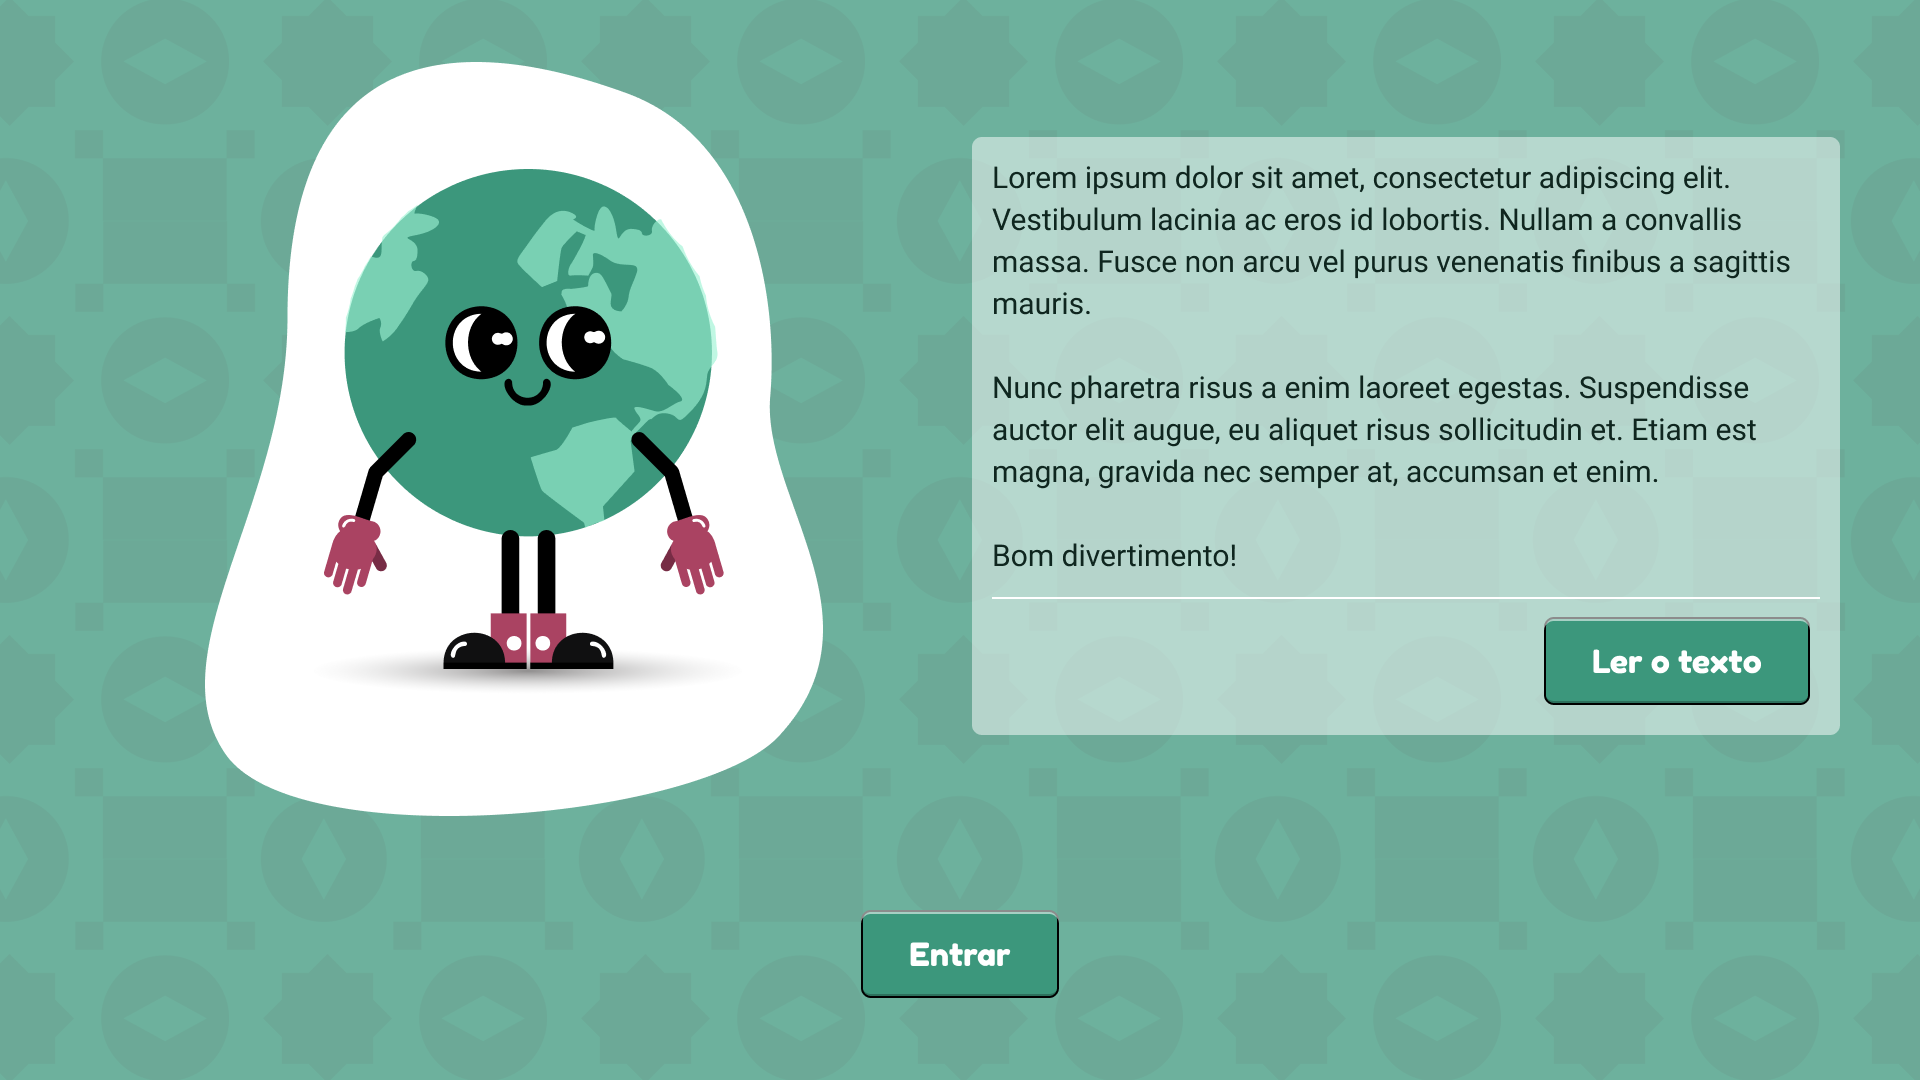 Lorem ipsum dolor sit amet, consectetur adipiscing elit.
Vestibulum lacinia ac eros id lobortis. Nullam a convallis
massa. Fusce non arcu vel purus venenatis finibus a sagittis
mauris.
Nunc pharetra risus a enim laoreet egestas. Suspendisse
auctor elit augue, eu aliquet risus sollicitudin et. Etiam est
magna, gravida nec semper at, accumsan et enim.
Bom divertimento!
Ler o texto
Entrar